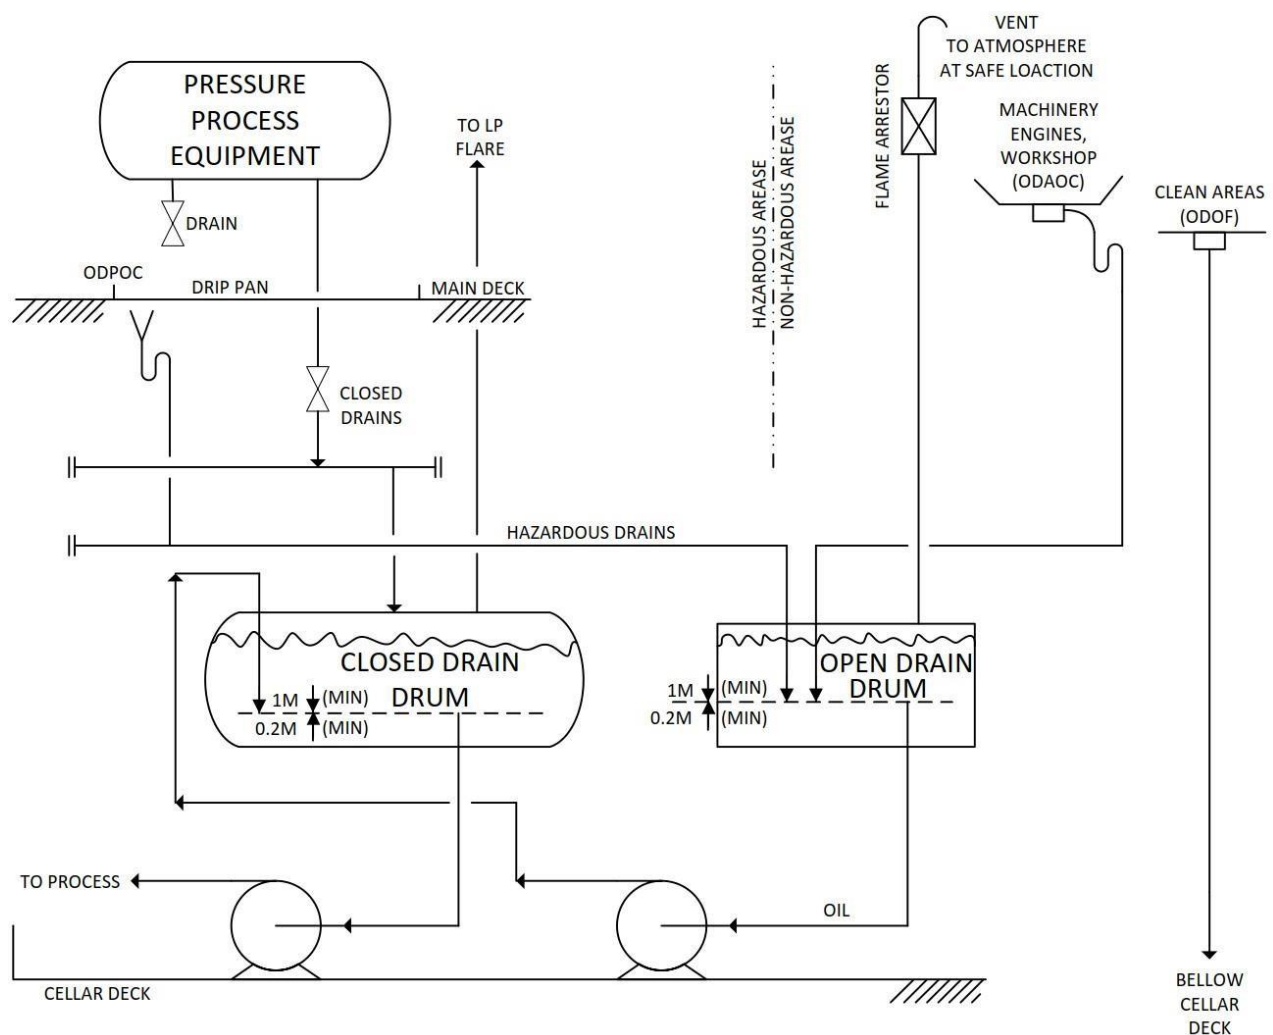 PRESSURE
PROCESS
EQUIPMENT
DRAIN
TO LP
FLARE
ODPOC
DRIP PAN
MAIN DECK
CLOSED
DRAINS
HAZARDOUS AREASE
NON-HAZARDOUS AREASE
FLAME ARRESTOR
VENT
TO ATMOSPHERE
AT SAFE LOACTION
MACHINERY
ENGINES,
WORKSHOP
(ODAOC)
CLEAN AREAS
(ODOF)
HAZARDOUS DRAINS
CLOSED DRAIN
DRUM
1M (MIN)
0.2M (MIN)
OPEN DRAIN
DRUM
1M (MIN)
0.2M (MIN)
TO PROCESS
OIL
CELLAR DECK
BELLOW
CELLAR
DECK